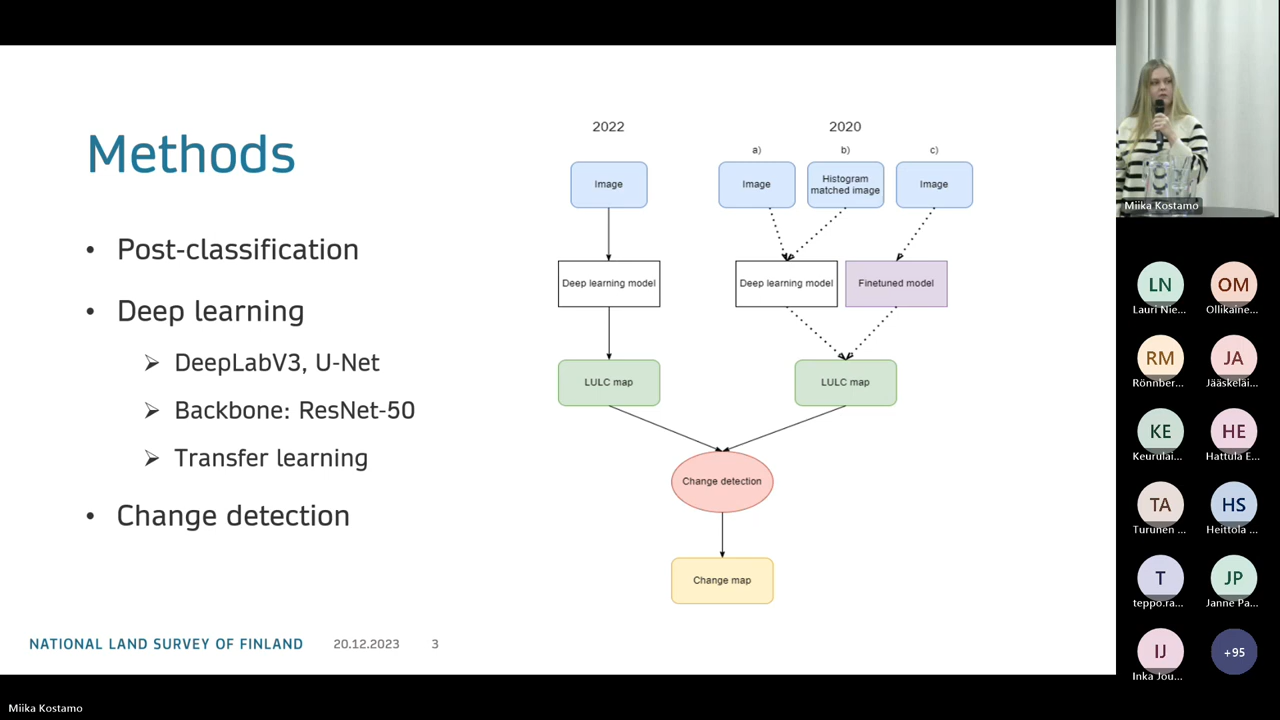 Methods
• Post-classification
• Deep learning
➢ DeepLabV3, U-Net
➢ Backbone: ResNet-50
➢ Transfer learning
• Change detection
2022
2020
a)
b)
c)
Image
Image
Histogram
matched image
Image
Deep learning model
Deep learning model
Finetuned model
LULC map
LULC map
Change detection
Change map
NATIONAL LAND SURVEY OF FINLAND
20.12.2023
3
Miika Kostamo
LN
Lauri Nie...
OM
Ollikaine...
RM
Rönnber...
JA
Jääskeläi...
KE
Keurulai...
HE
Hattula E...
TA
Turunen ...
HS
Heittola ...
T
teppo.ra...
JP
Janne Pa...
IJ
Inka Jou...
+95
Miika Kostamo